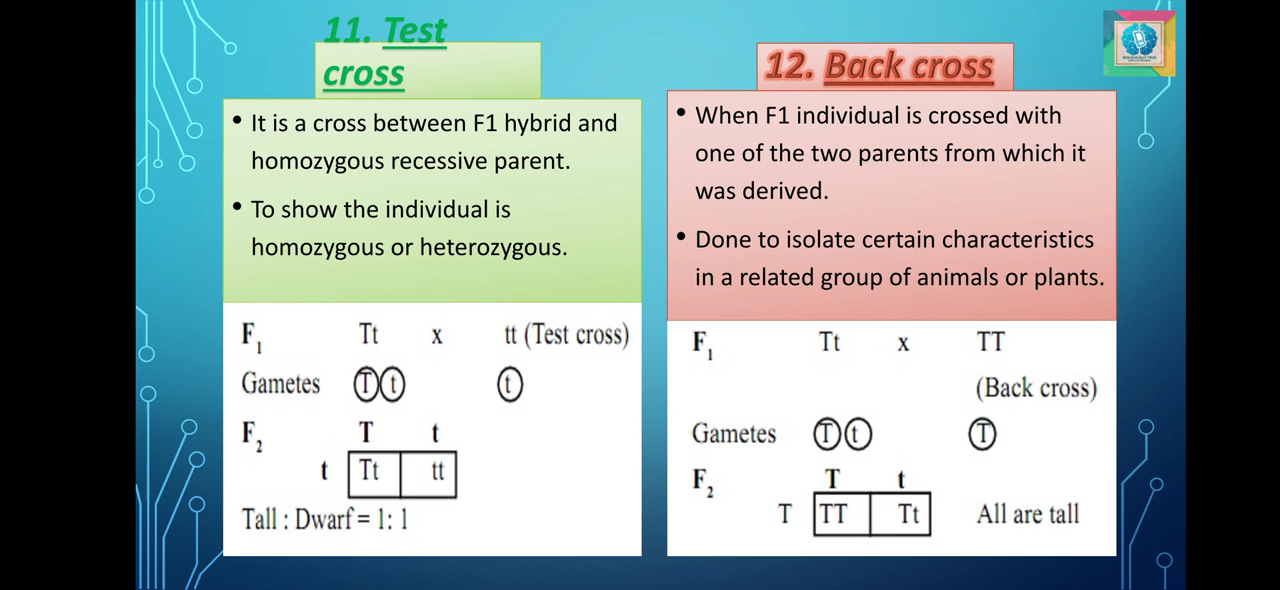 11. Test
cross
• It is a cross between F1 hybrid and
homozygous recessive parent.
• To show the individual is
homozygous or heterozygous.
F1 Tt x tt (Test cross)
Gametes T t t
F2 T t
t Tt tt
Tall : Dwarf = 1: 1
12. Back cross
• When F1 individual is crossed with
one of the two parents from which it
was derived.
• Done to isolate certain characteristics
in a related group of animals or plants.
F1 Tt x TT
(Back cross)
Gametes T t T
F2 T t
T TT Tt All are tall
B
BIOLOGICALLY TRUE